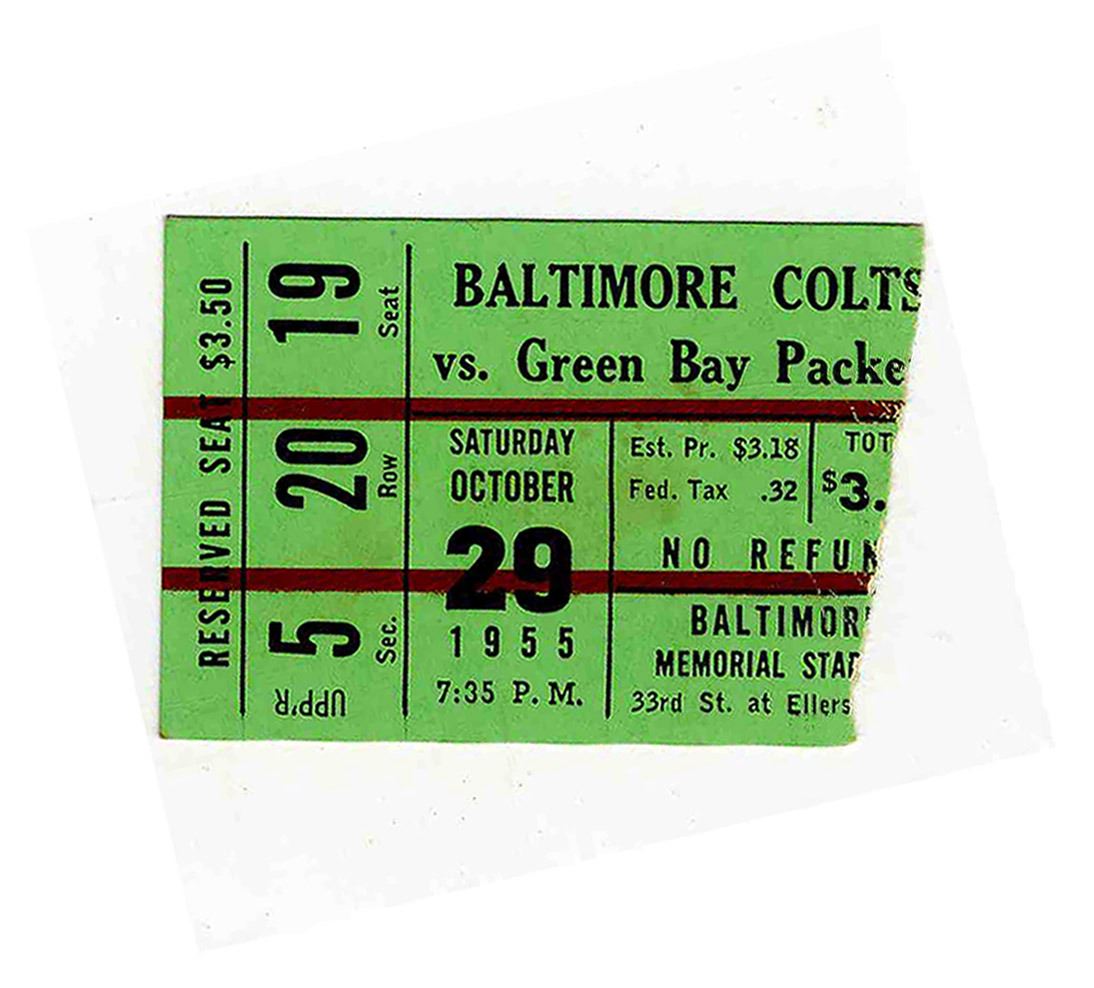 RESERVED SEAT $3.50
19 Seat
20 Row
5 Sec.
UPP'R
BALTIMORE COLTS
vs. Green Bay Packe
SATURDAY
OCTOBER
29
1955
7:35 P. M.
Est. Pr. $3.18
Fed. Tax .32
TOT
$3.
NO REFUN
BALTIMOR
MEMORIAL STAD
33rd St. at Ellers